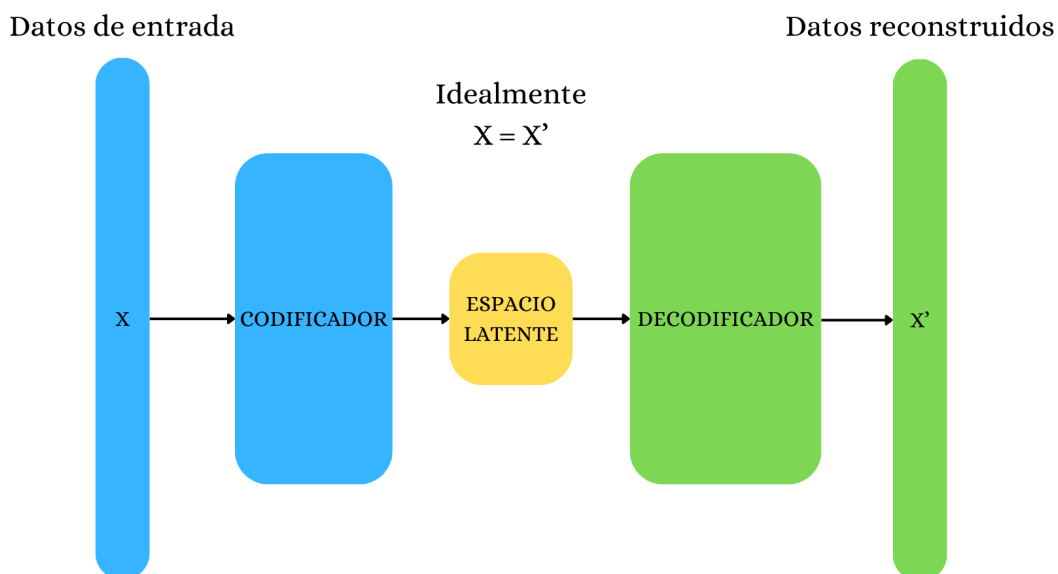 Datos de entrada
Datos reconstruidos
Idealmente
X = X’
X
CODIFICADOR
ESPACIO
LATENTE
DECODIFICADOR
X’